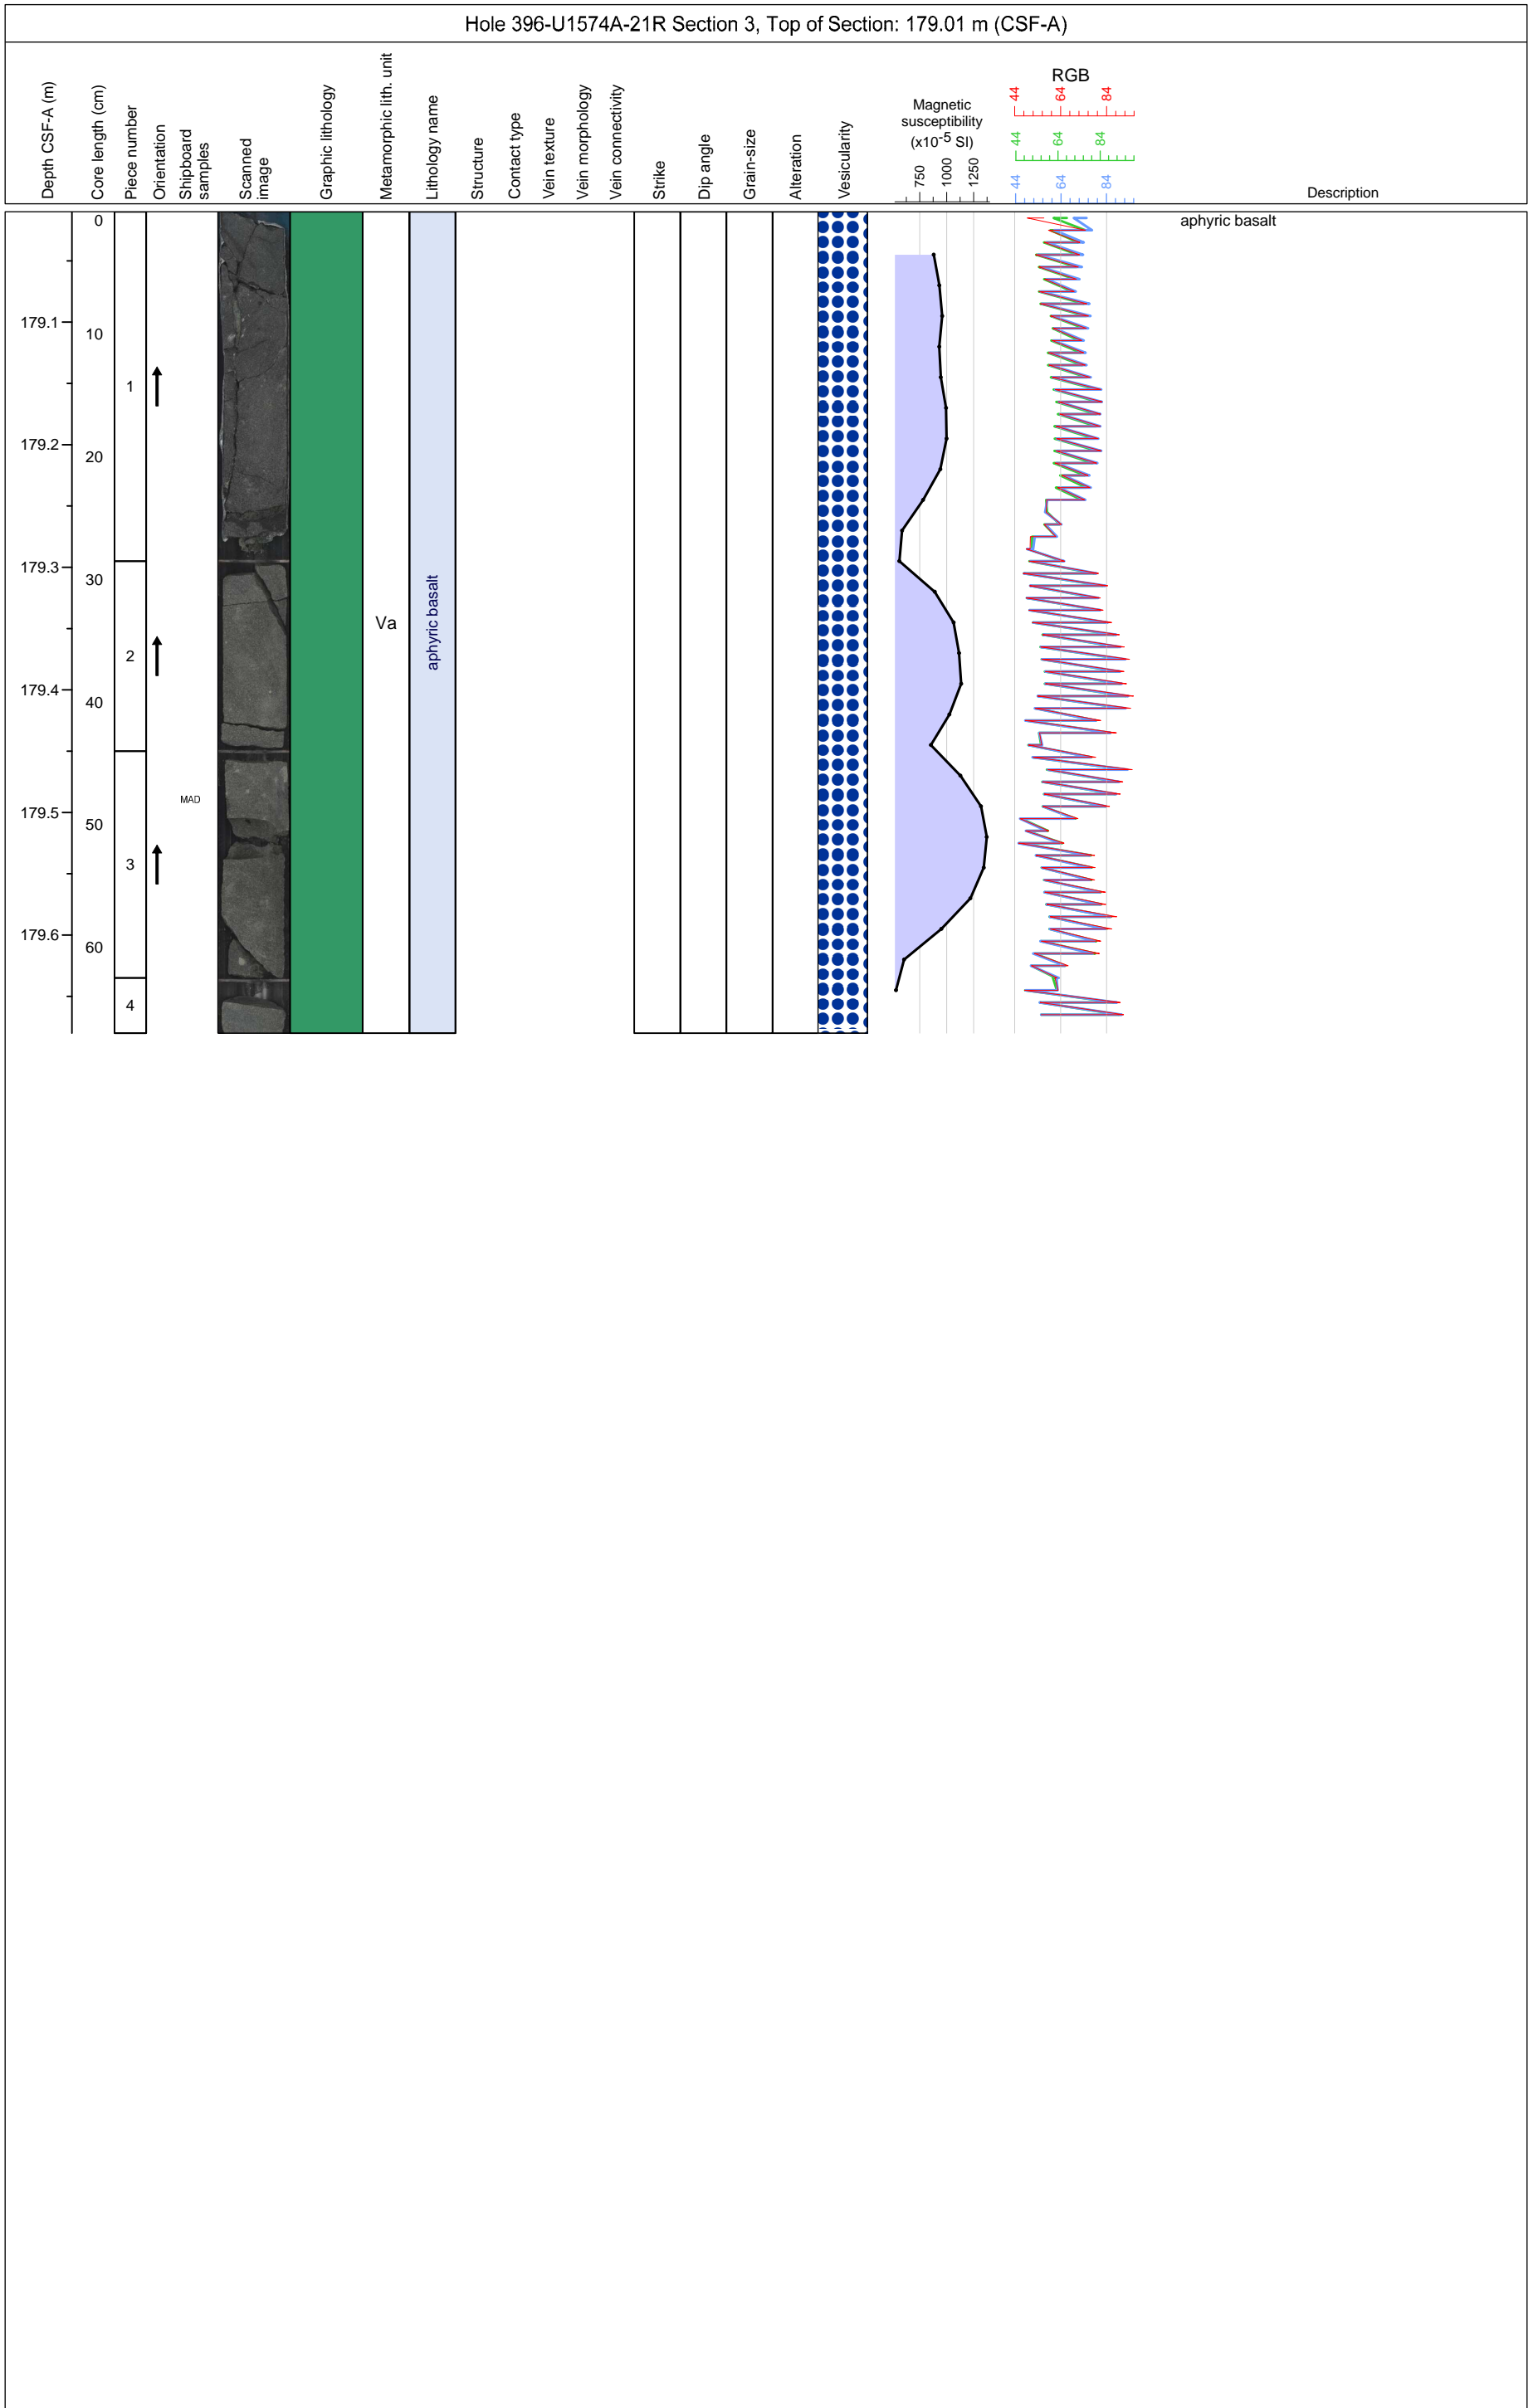 Hole 396-U1574A-21R Section 3, Top of Section: 179.01 m (CSF-A)
Depth CSF-A (m)
Core length (cm)
Piece number
Orientation
Shipboard
samples
Scanned
image
Graphic lithology
Metamorphic lith. unit
Lithology name
Structure
Contact type
Vein texture
Vein morphology
Vein connectivity
Strike
Dip angle
Grain-size
Alteration
Vesicularity
Magnetic
susceptibility
(x10-5 SI)
750 1000 1250
RGB
44 64 84
44 64 84
44 64 84
Description
0
aphyric basalt
179.1
10
1
179.2
20
179.3
30
aphyric basalt
Va
2
179.4
40
MAD
179.5
50
3
179.6
60
4